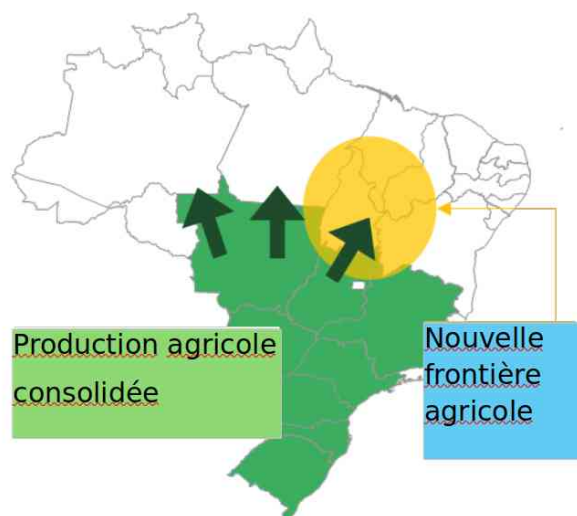 Production agricole
consolidée
Nouvelle
frontière
agricole